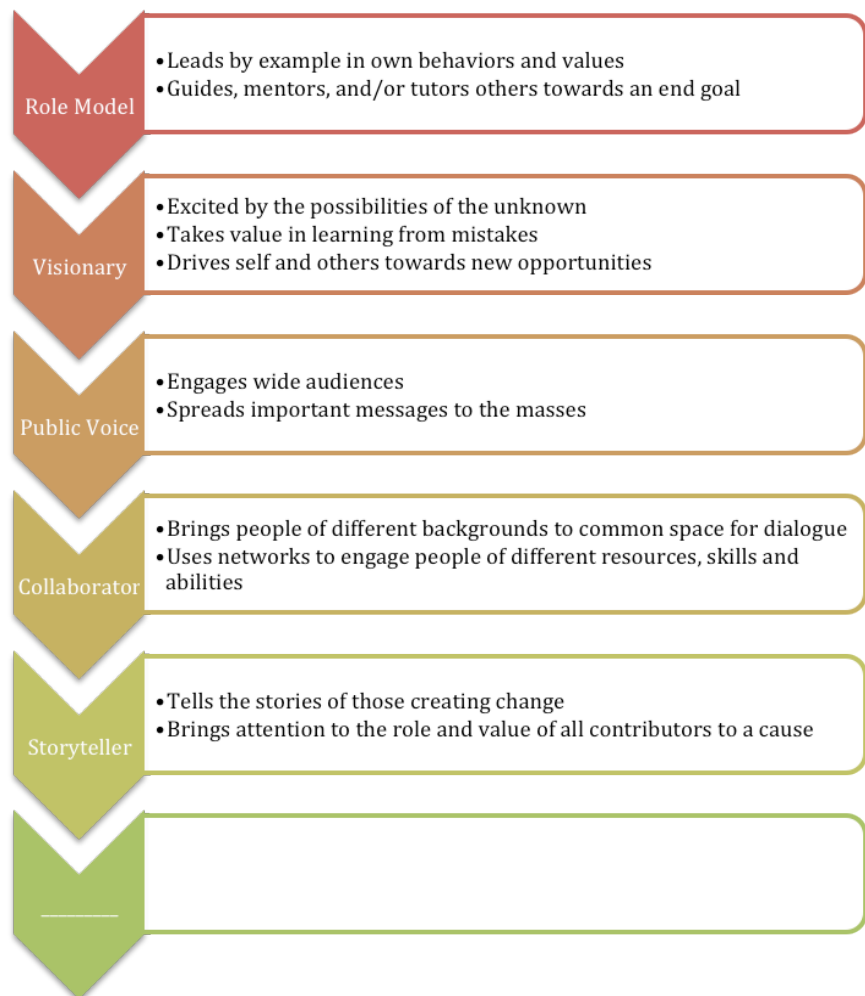 Role Model
•Leads by example in own behaviors and values
•Guides, mentors, and/or tutors others towards an end goal
Visionary
•Excited by the possibilities of the unknown
•Takes value in learning from mistakes
•Drives self and others towards new opportunities
Public Voice
•Engages wide audiences
•Spreads important messages to the masses
Collaborator
•Brings people of different backgrounds to common space for dialogue
•Uses networks to engage people of different resources, skills and
abilities
Storyteller
•Tells the stories of those creating change
•Brings attention to the role and value of all contributors to a cause
_________